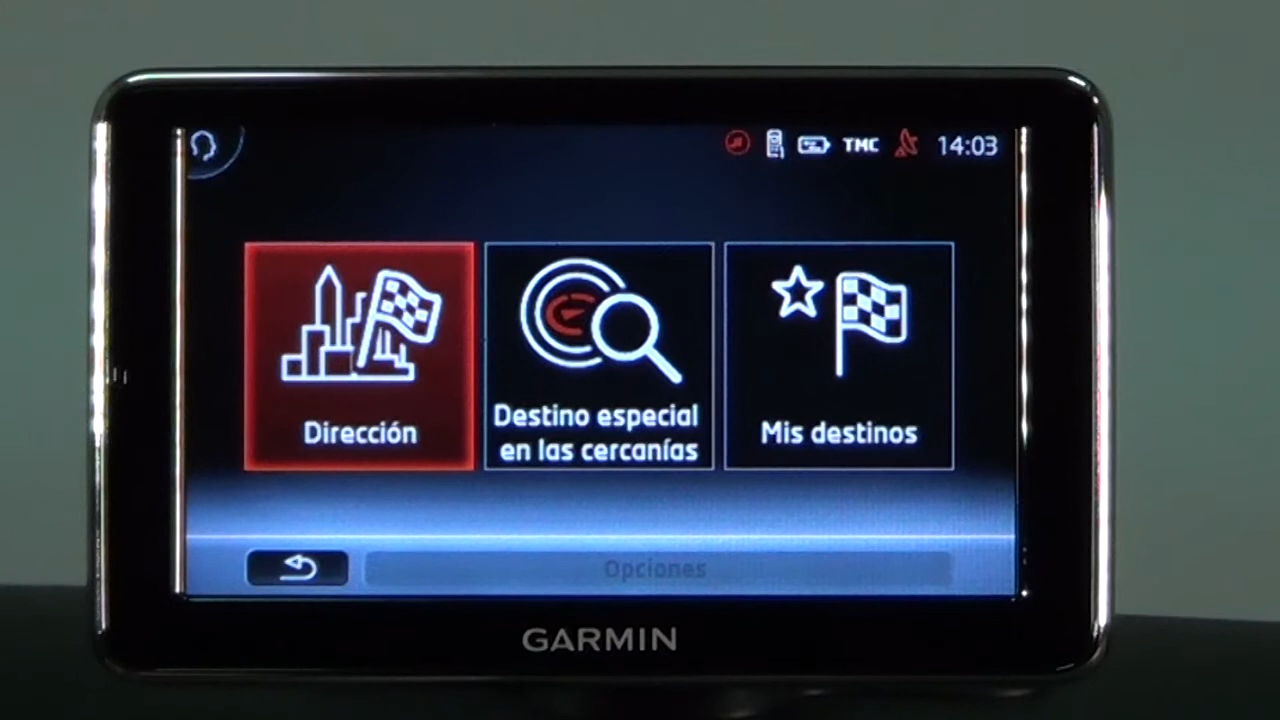 TMC 14:03
Dirección
Destino especial
en las cercanías
Mis destinos
Opciones
GARMIN